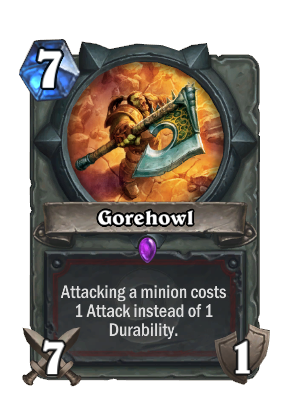 7
Gorehowl
Attacking a minion costs
1 Attack instead of 1
Durability.
7
1